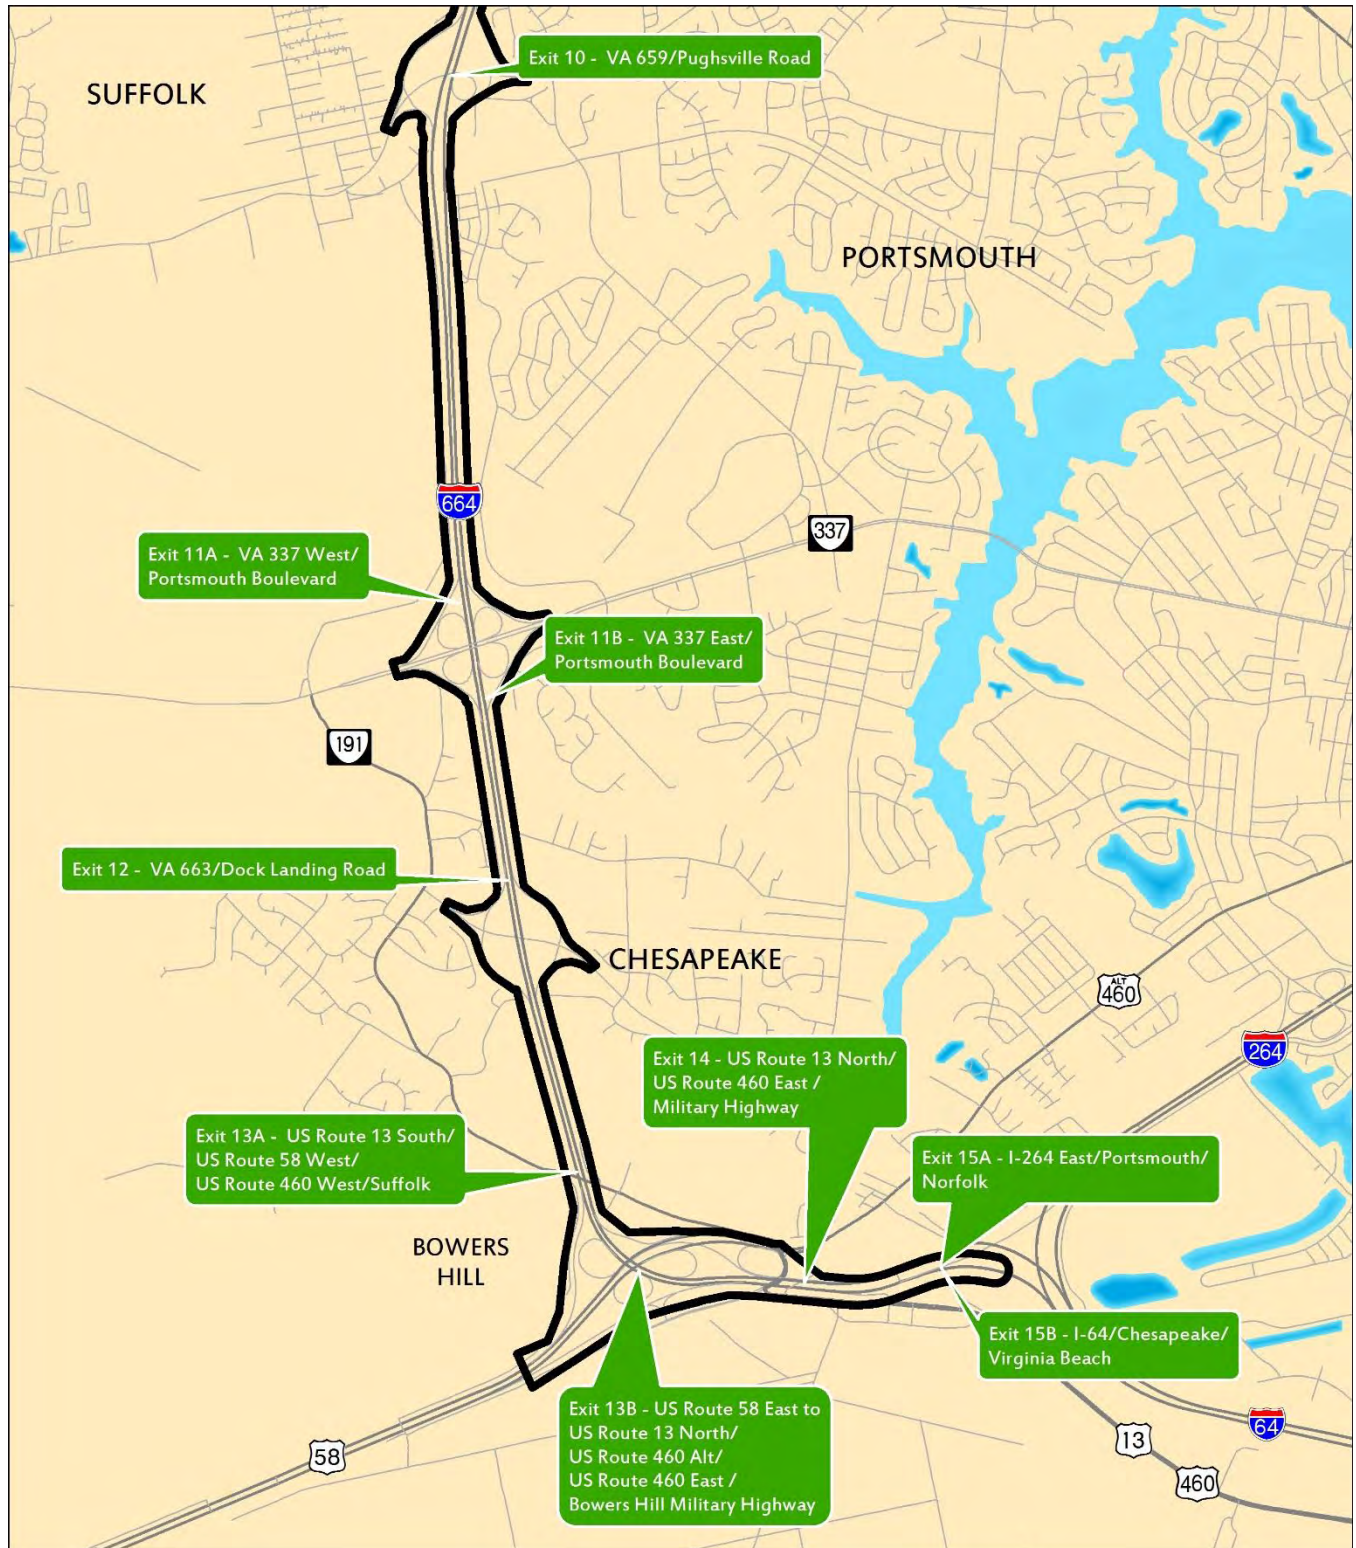 Exit 10 - VA 659/Pughsville Road
SUFFOLK
PORTSMOUTH
664
337
Exit 11A - VA 337 West/
Portsmouth Boulevard
Exit 11B - VA 337 East/
Portsmouth Boulevard
191
Exit 12 - VA 663/Dock Landing Road
CHESAPEAKE
ALT
460
264
Exit 14 - US Route 13 North/
US Route 460 East /
Military Highway
Exit 13A - US Route 13 South/
US Route 58 West/
US Route 460 West/Suffolk
Exit 15A - I-264 East/Portsmouth/
Norfolk
BOWERS
HILL
Exit 15B - I-64/Chesapeake/
Virginia Beach
Exit 13B - US Route 58 East to
US Route 13 North/
US Route 460 Alt/
US Route 460 East /
Bowers Hill Military Highway
58
64
13
460